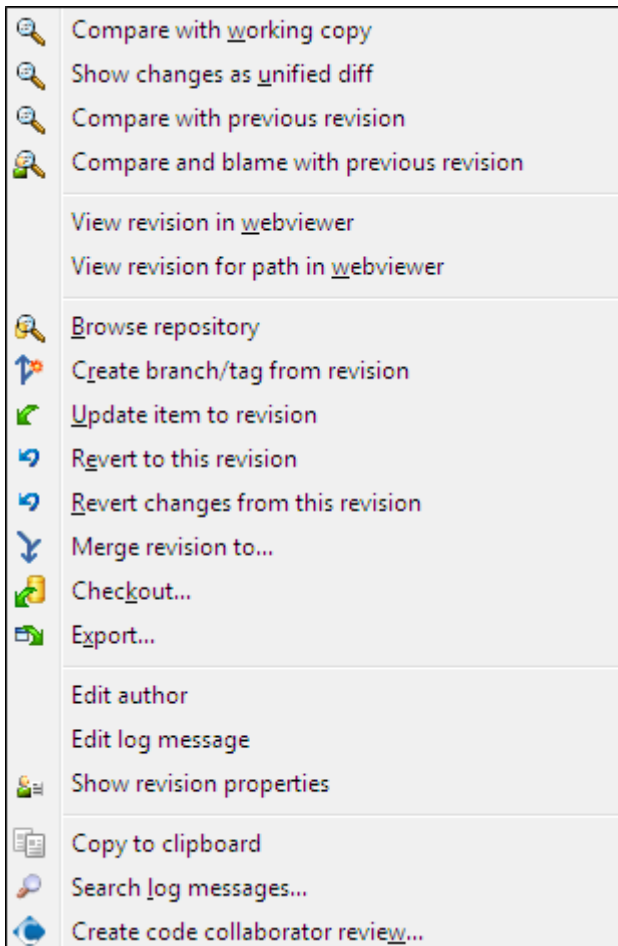 Compare with working copy
Show changes as unified diff
Compare with previous revision
Compare and blame with previous revision
View revision in webviewer
View revision for path in webviewer
Browse repository
Create branch/tag from revision
Update item to revision
Revert to this revision
Revert changes from this revision
Merge revision to...
Checkout...
Export...
Edit author
Edit log message
Show revision properties
Copy to clipboard
Search log messages...
Create code collaborator review...